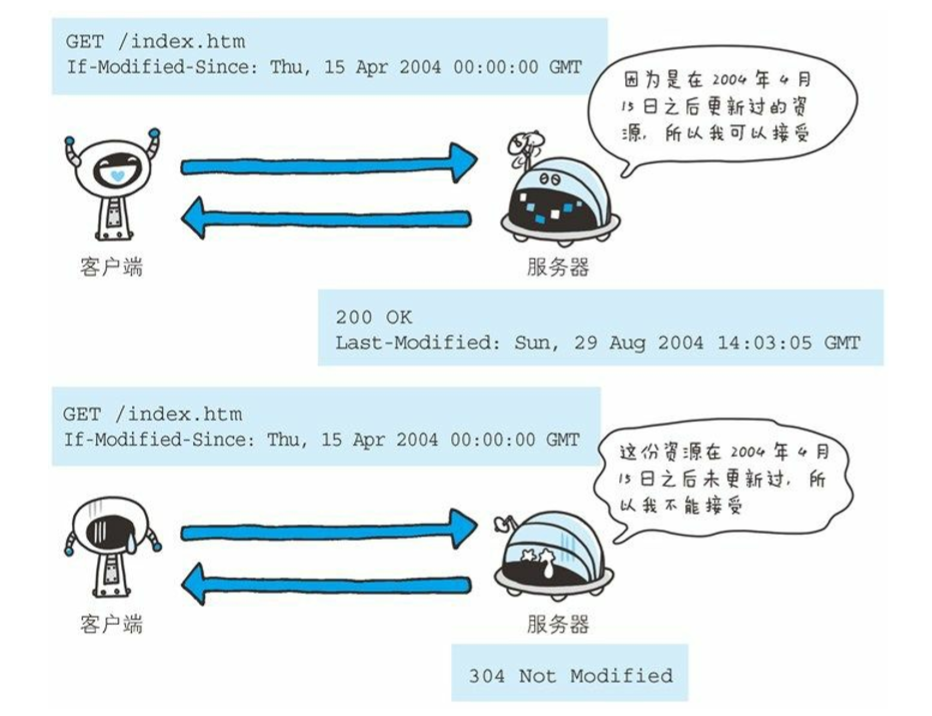 GET /index.htm
If-Modified-Since: Thu, 15 Apr 2004 00:00:00 GMT
因为是在 2004 年 4 月
15 日之后更新过的资
源，所以我可以接受
客户端
服务器
200 OK
Last-Modified: Sun, 29 Aug 2004 14:03:05 GMT
GET /index.htm
If-Modified-Since: Thu, 15 Apr 2004 00:00:00 GMT
这份资源在 2004 年 4 月
15 日之后未更新过，所
以我不能接受
客户端
服务器
304 Not Modified